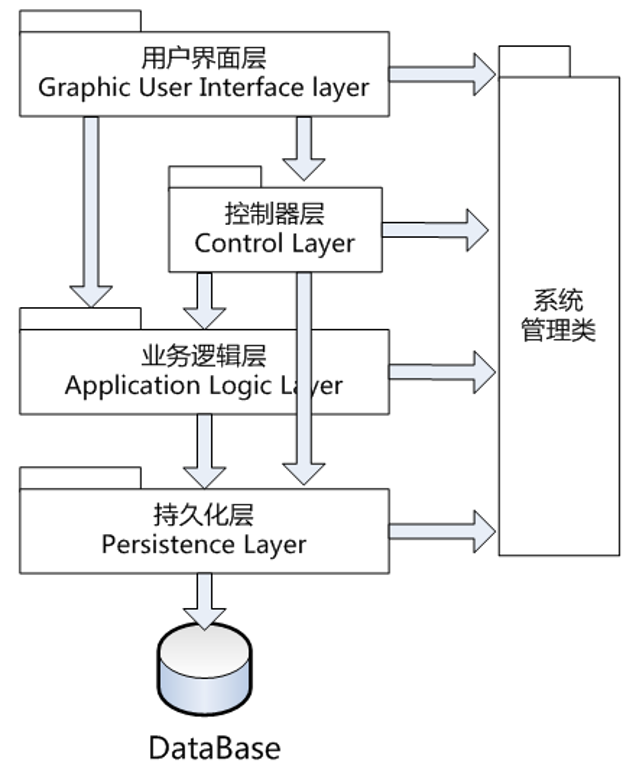 用户界面层
Graphic User Interface layer
控制器层
Control Layer
系统
管理类
业务逻辑层
Application Logic Layer
持久化层
Persistence Layer
DataBase